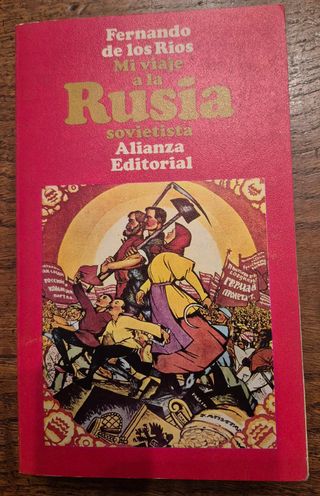 Fernando
de los Ríos
Mi viaje
a la
Rusia
sovietista
Alianza
Editorial